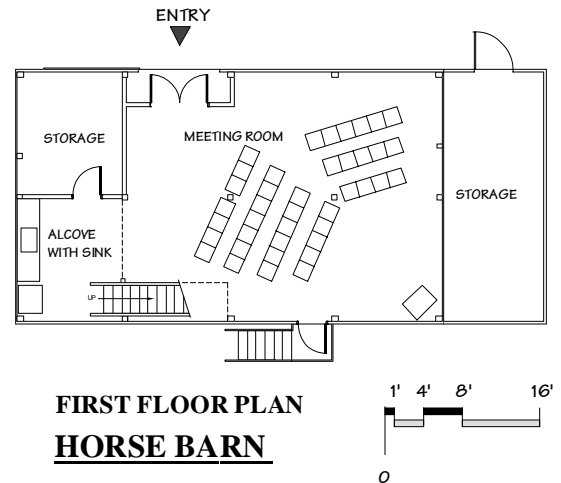 ENTRY
STORAGE
MEETING ROOM
STORAGE
ALCOVE
WITH SINK
UP
FIRST FLOOR PLAN
HORSE BARN
1' 4' 8' 16'
0